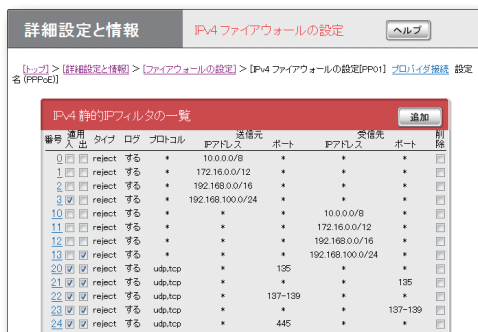 詳細設定と情報
IPv4 ファイアウォールの設定
ヘルプ
[トップ] > [詳細設定と情報] > [ファイアウォールの設定] > [IPv4 ファイアウォールの設定[PP01] プロバイダ接続 設定
名(PPPoE)]
IPv4 静的IPフィルタの一覧
追加
番号 適用 入 出 タイプ ログ プロトコル 送信元 IPアドレス ポート 受信先 IPアドレス ポート 削除
0 reject する * 10.0.0.0/8 * * *
1 reject する * 172.16.0.0/12 * * *
2 reject する * 192.168.0.0/16 * * *
3 reject する * 192.168.100.0/24 * * *
10 reject する * * * 10.0.0.0/8 *
11 reject する * * * 172.16.0.0/12 *
12 reject する * * * 192.168.0.0/16 *
13 reject する * * * 192.168.100.0/24 *
20 reject する udp,tcp * 135 * *
21 reject する udp,tcp * * * 135
22 reject する udp,tcp * 137-139 * *
23 reject する udp,tcp * * * 137-139
24 reject する udp,tcp * 445 * *